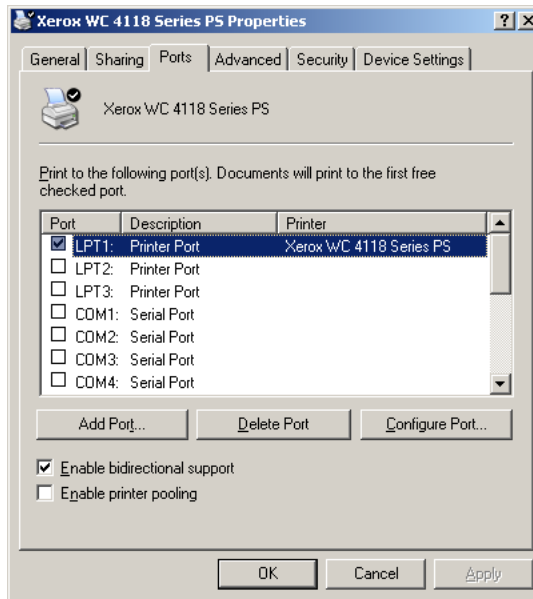 Xerox WC 4118 Series PS Properties
General Sharing Ports Advanced Security Device Settings
Xerox WC 4118 Series PS
Print to the following port(s). Documents will print to the first free
checked port.
Port Description Printer
LPT1: Printer Port Xerox WC 4118 Series PS
LPT2: Printer Port
LPT3: Printer Port
COM1: Serial Port
COM2: Serial Port
COM3: Serial Port
COM4: Serial Port
Add Port... Delete Port Configure Port...
Enable bidirectional support
Enable printer pooling
OK Cancel Apply